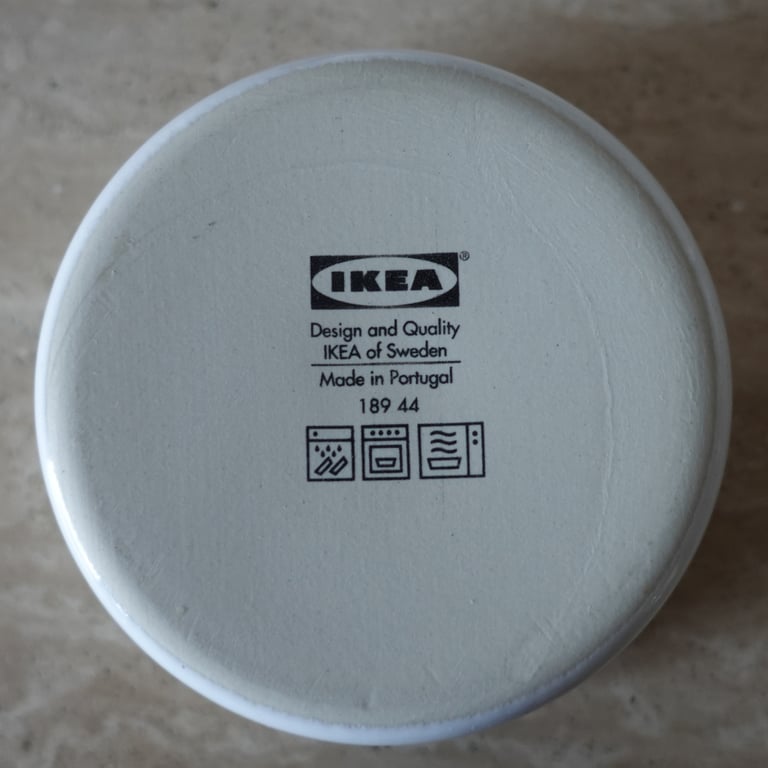 IKEA®
Design and Quality
IKEA of Sweden
Made in Portugal
189 44